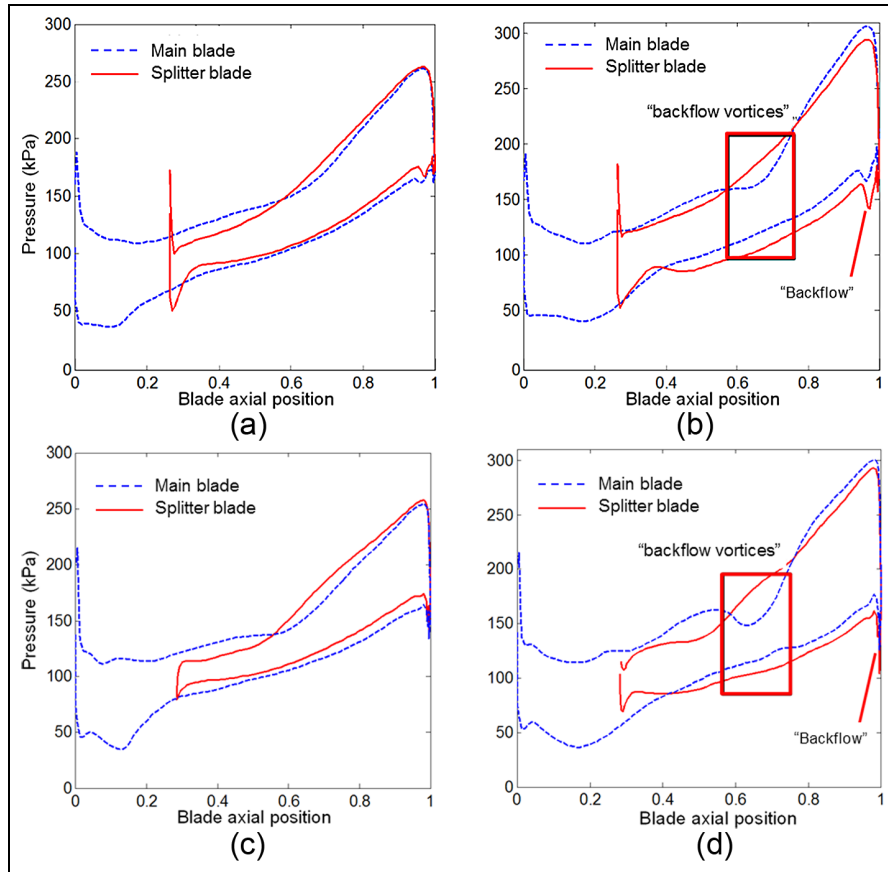 300
250
200
150
100
50
0
Pressure (kPa)
Main blade
Splitter blade
0 0.2 0.4 0.6 0.8 1
Blade axial position
(a)
300
250
200
150
100
50
0
Main blade
Splitter blade
“backflow vortices”
“Backflow”
0 0.2 0.4 0.6 0.8 1
Blade axial position
(b)
300
250
200
150
100
50
0
Pressure (kPa)
Main blade
Splitter blade
0 0.2 0.4 0.6 0.8 1
Blade axial position
(c)
300
250
200
150
100
50
0
Main blade
Splitter blade
“backflow vortices”
“Backflow”
0 0.2 0.4 0.6 0.8 1
Blade axial position
(d)